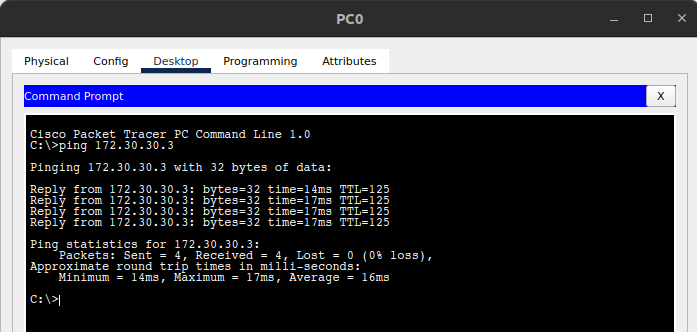 PC0
Physical Config Desktop Programming Attributes
Command Prompt X
Cisco Packet Tracer PC Command Line 1.0
C:\>ping 172.30.30.3
Pinging 172.30.30.3 with 32 bytes of data:
Reply from 172.30.30.3: bytes=32 time=14ms TTL=125
Reply from 172.30.30.3: bytes=32 time=17ms TTL=125
Reply from 172.30.30.3: bytes=32 time=17ms TTL=125
Reply from 172.30.30.3: bytes=32 time=17ms TTL=125
Ping statistics for 172.30.30.3:
    Packets: Sent = 4, Received = 4, Lost = 0 (0% loss),
Approximate round trip times in milli-seconds:
    Minimum = 14ms, Maximum = 17ms, Average = 16ms
C:\>